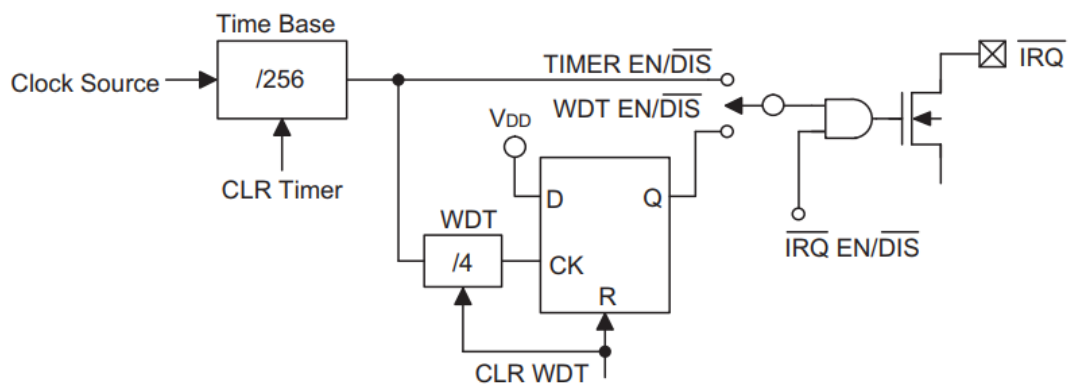 Time Base
Clock Source
/256
TIMER EN/DIS
IRQ
WDT EN/DIS
VDD
CLR Timer
D
Q
WDT
IRQ EN/DIS
/4
CK
R
CLR WDT